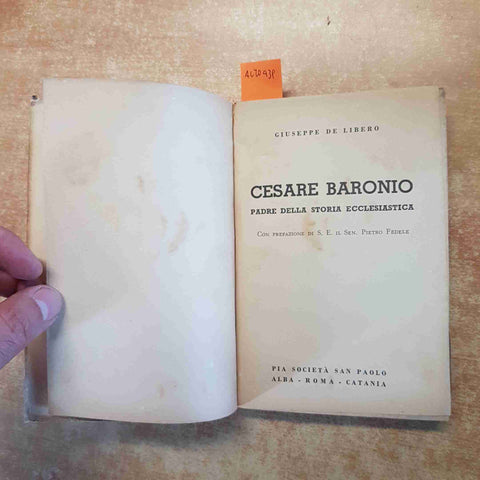 GIUSEPPE DE LIBERO
CESARE BARONIO
PADRE DELLA STORIA ECCLESIASTICA
CON PREFAZIONE DI S. E. IL SEN. PIETRO FEDELE
PIA SOCIETÀ SAN PAOLO
ALBA - ROMA - CATANIA